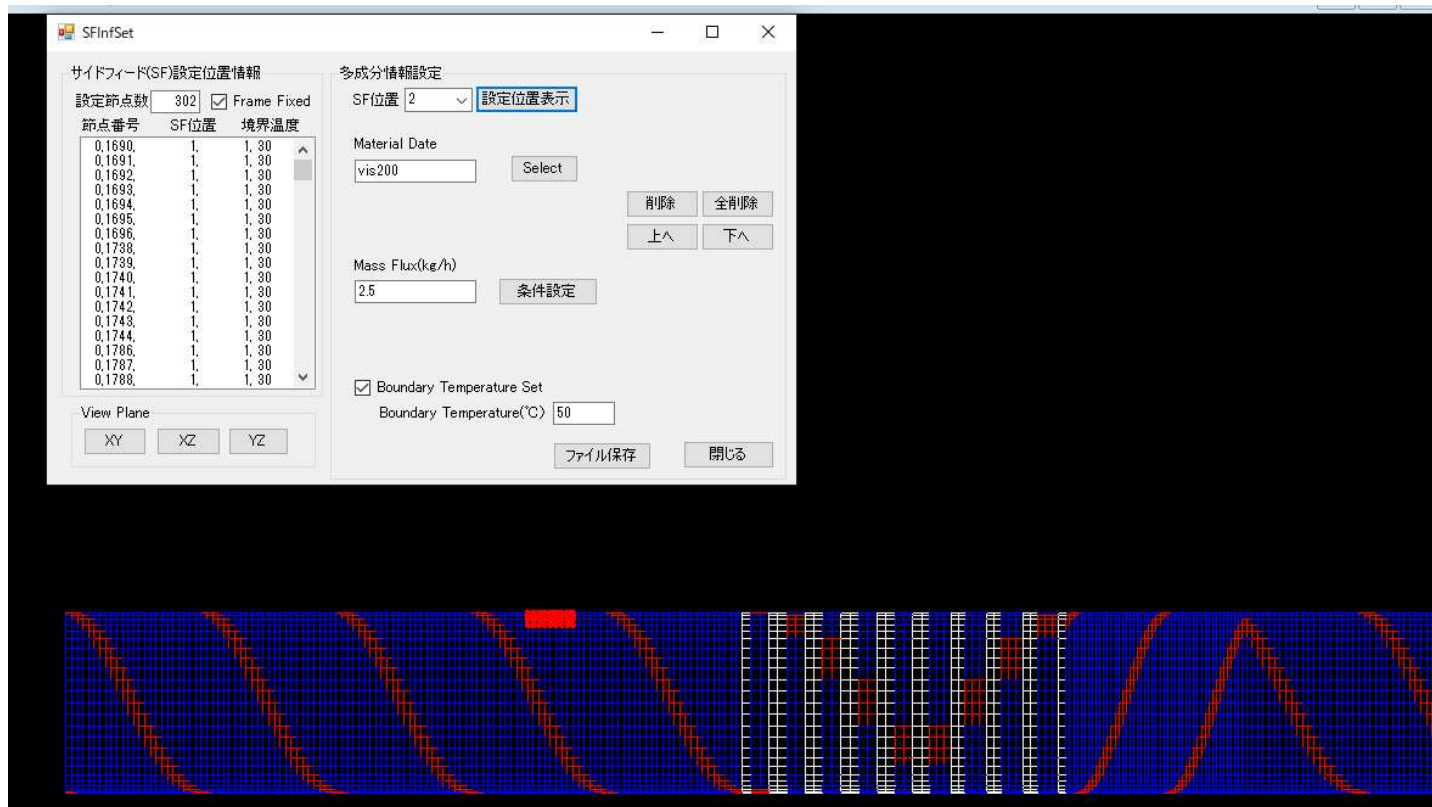 SFInfSet
サイドフィード(SF)設定位置情報
設定節点数 302 Frame Fixed
節点番号 SF位置 境界温度
0,1690, 1, 1, 30
0,1691, 1, 1, 30
0,1692, 1, 1, 30
0,1693, 1, 1, 30
0,1694, 1, 1, 30
0,1695, 1, 1, 30
0,1696, 1, 1, 30
0,1738, 1, 1, 30
0,1739, 1, 1, 30
0,1740, 1, 1, 30
0,1741, 1, 1, 30
0,1742, 1, 1, 30
0,1743, 1, 1, 30
0,1744, 1, 1, 30
0,1786, 1, 1, 30
0,1787, 1, 1, 30
0,1788, 1, 1, 30
View Plane
XY XZ YZ
多成分情報設定
SF位置 2 設定位置表示
Material Date
vis200 Select
削除 全削除
上へ 下へ
Mass Flux(kg/h)
2.5 条件設定
Boundary Temperature Set
Boundary Temperature(℃) 50
ファイル保存 閉じる